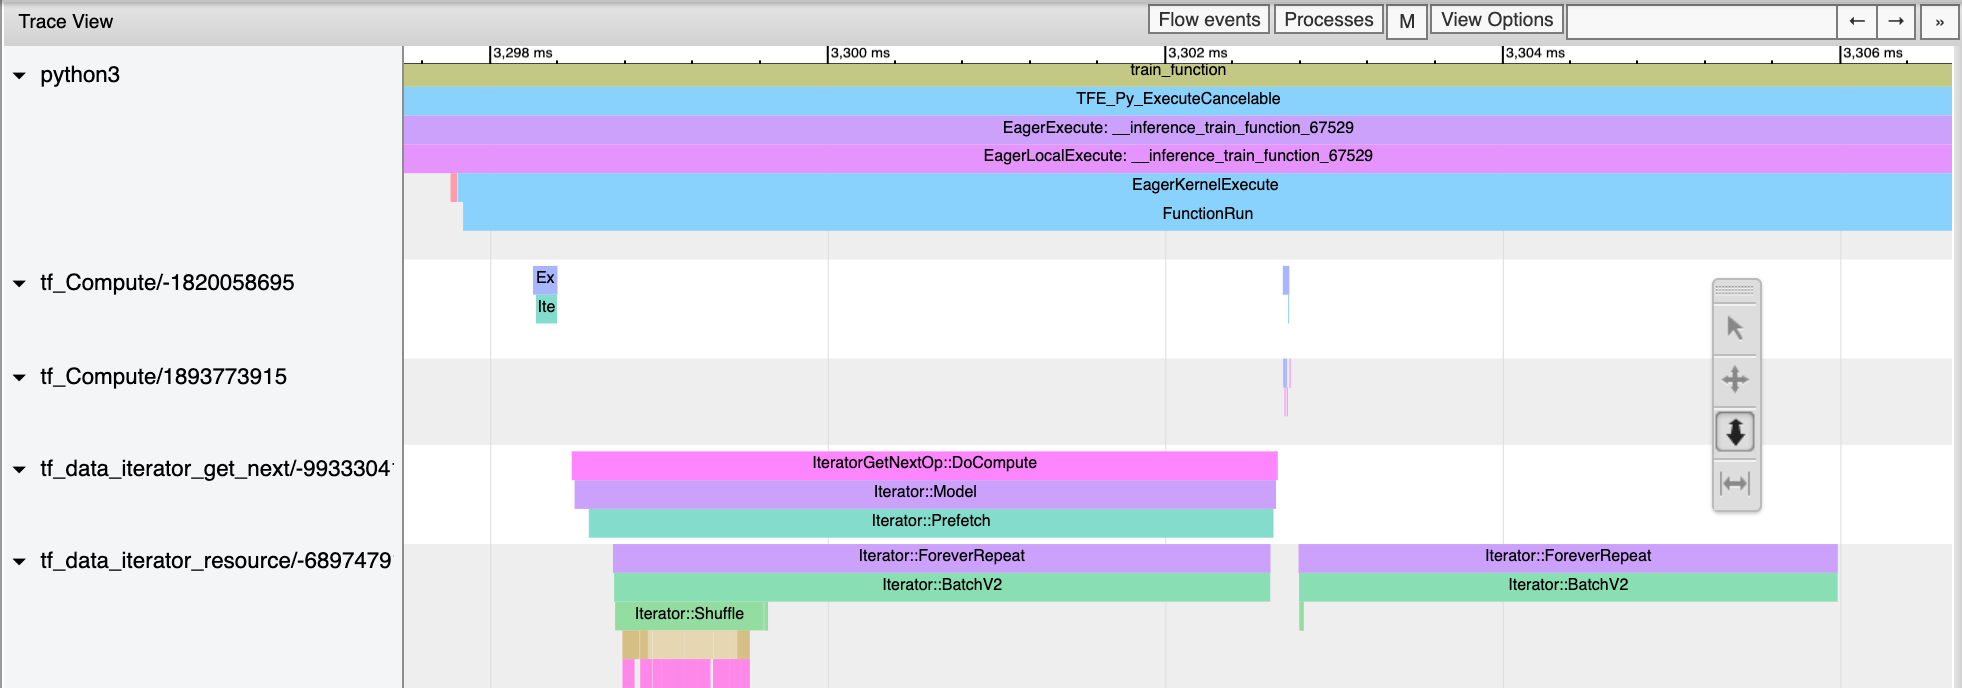 Trace View
Flow events Processes M View Options ← → »
3,298 ms 3,300 ms 3,302 ms 3,304 ms 3,306 ms
python3
train_function
TFE_Py_ExecuteCancelable
EagerExecute: __inference_train_function_67529
EagerLocalExecute: __inference_train_function_67529
EagerKernelExecute
FunctionRun
tf_Compute/-1820058695
Ex
Ite
tf_Compute/1893773915
tf_data_iterator_get_next/-9933304
IteratorGetNextOp::DoCompute
Iterator::Model
Iterator::Prefetch
tf_data_iterator_resource/-6897479
Iterator::ForeverRepeat Iterator::ForeverRepeat
Iterator::BatchV2 Iterator::BatchV2
Iterator::Shuffle